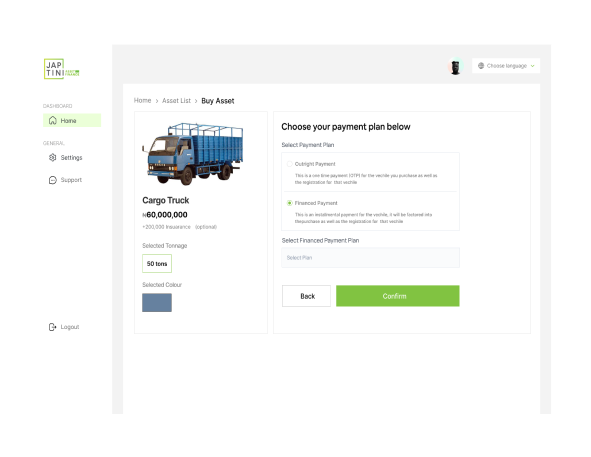 JAP
TINI ASSET FINANCE
Choose language
DASHBOARD
Home
GENERAL
Settings
Support
Logout
Home > Asset List > Buy Asset
Cargo Truck
₦60,000,000
+200,000 Insuarance (optional)
Selected Tonnage
50 tons
Selected Colour
Choose your payment plan below
Select Payment Plan
Outright Payment
This is a one time payment (OTP) for the vechile you purchase as well as
the registration for that vechile
Financed Payment
This is an installmental payment for the vechile, it will be factored into
thepurchase as well as the registration for that vechile
Select Financed Payment Plan
Select Plan
Back
Confirm